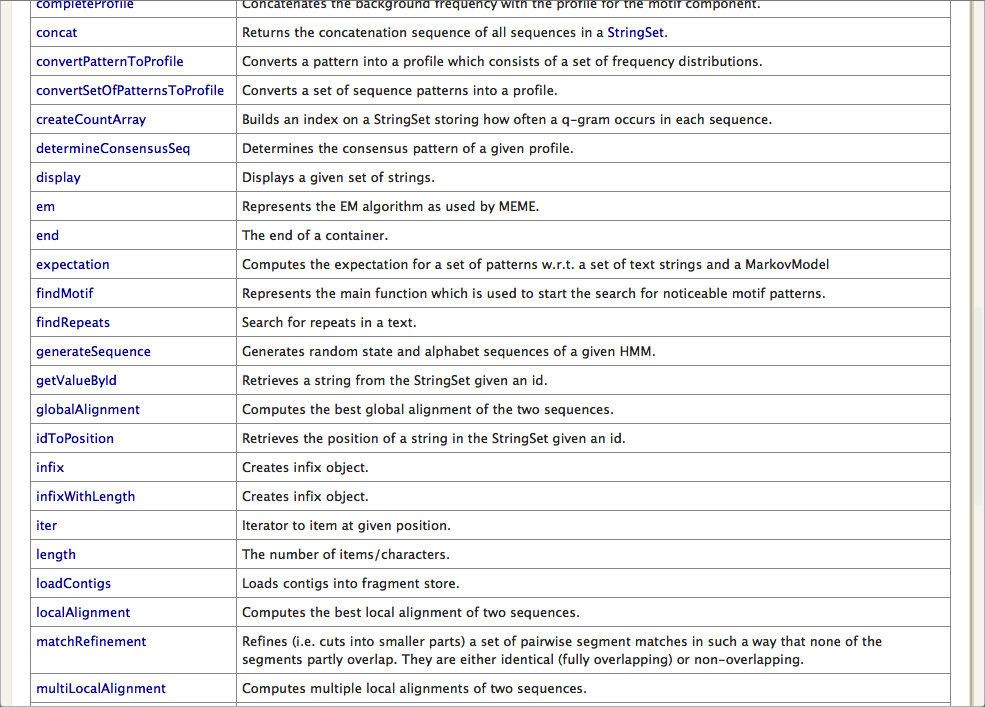 completeProfile Concatenates the background frequency with the profile for the motif component.
concat Returns the concatenation sequence of all sequences in a StringSet.
convertPatternToProfile Converts a pattern into a profile which consists of a set of frequency distributions.
convertSetOfPatternsToProfile Converts a set of sequence patterns into a profile.
createCountArray Builds an index on a StringSet storing how often a q-gram occurs in each sequence.
determineConsensusSeq Determines the consensus pattern of a given profile.
display Displays a given set of strings.
em Represents the EM algorithm as used by MEME.
end The end of a container.
expectation Computes the expectation for a set of patterns w.r.t. a set of text strings and a MarkovModel
findMotif Represents the main function which is used to start the search for noticeable motif patterns.
findRepeats Search for repeats in a text.
generateSequence Generates random state and alphabet sequences of a given HMM.
getValueById Retrieves a string from the StringSet given an id.
globalAlignment Computes the best global alignment of the two sequences.
idToPosition Retrieves the position of a string in the StringSet given an id.
infix Creates infix object.
infixWithLength Creates infix object.
iter Iterator to item at given position.
length The number of items/characters.
loadContigs Loads contigs into fragment store.
localAlignment Computes the best local alignment of two sequences.
matchRefinement Refines (i.e. cuts into smaller parts) a set of pairwise segment matches in such a way that none of the
segments partly overlap. They are either identical (fully overlapping) or non-overlapping.
multiLocalAlignment Computes multiple local alignments of two sequences.